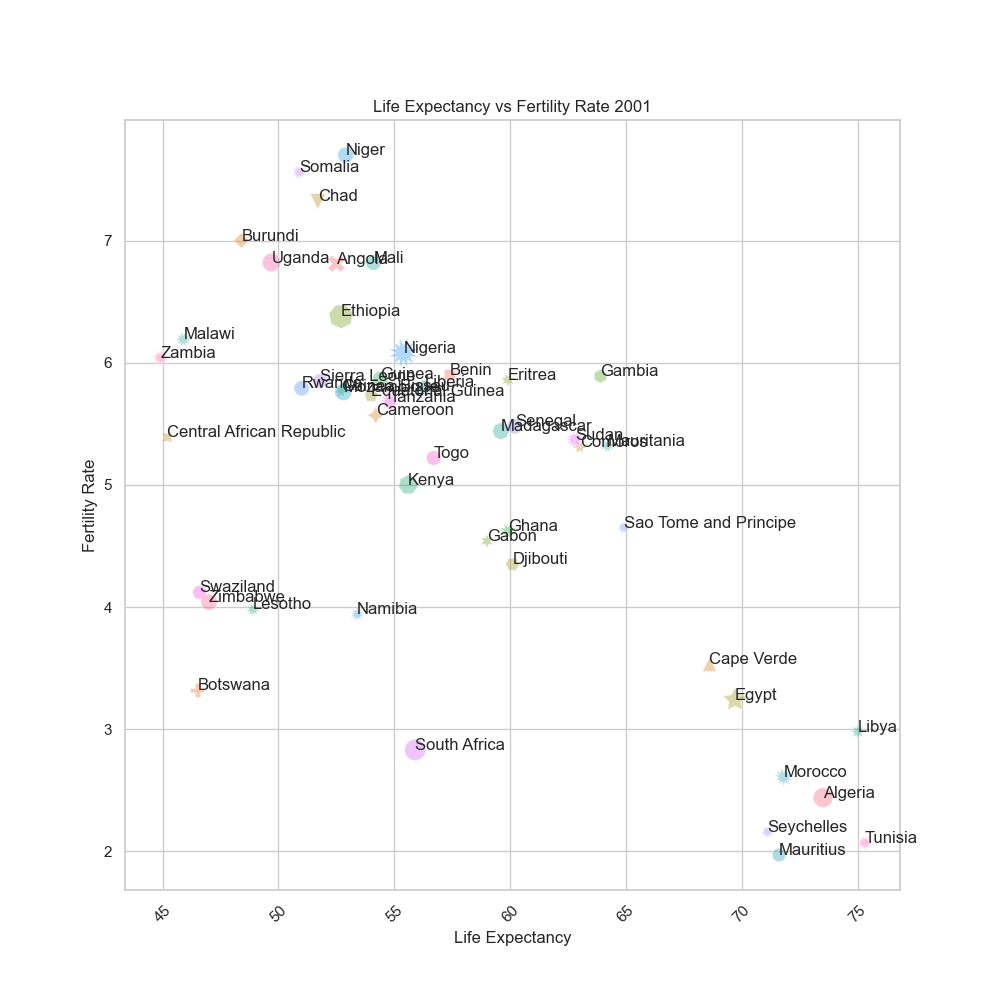 Life Expectancy vs Fertility Rate 2001
Niger
Somalia
Chad
Burundi
Uganda
Angola
Mali
Ethiopia
Nigeria
Malawi
Zambia
Benin
Gambia
Eritrea
Guinea
Sierra Leone
Liberia
Rwanda
Equatorial Guinea
Tanzania
Cameroon
Senegal
Madagascar
Central African Republic
Sudan
Comoros
Mauritania
Togo
Kenya
Sao Tome and Principe
Ghana
Gabon
Djibouti
Swaziland
Zimbabwe
Lesotho
Namibia
Cape Verde
Botswana
Egypt
Libya
South Africa
Morocco
Algeria
Seychelles
Tunisia
Mauritius
7
6
5
4
3
2
Fertility Rate
45
50
55
60
65
70
75
Life Expectancy